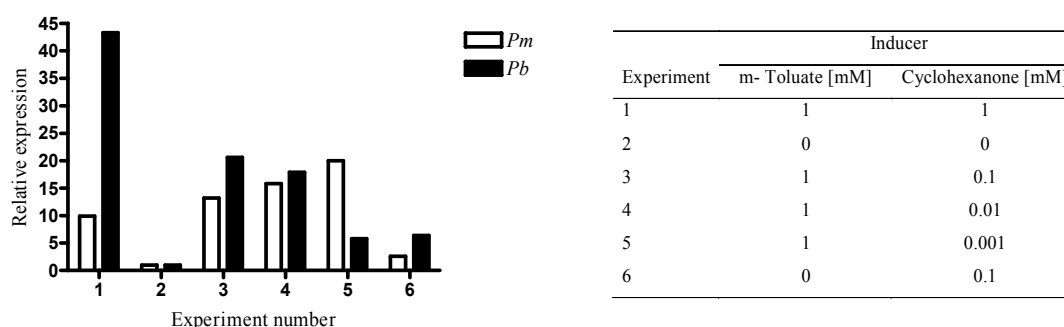 45
40
35
30
25
20
15
10
5
0
Relative expression
1 2 3 4 5 6
Experiment number
Pm
Pb
Inducer
Experiment m- Toluate [mM] Cyclohexanone [mM]
1 1 1
2 0 0
3 1 0.1
4 1 0.01
5 1 0.001
6 0 0.1